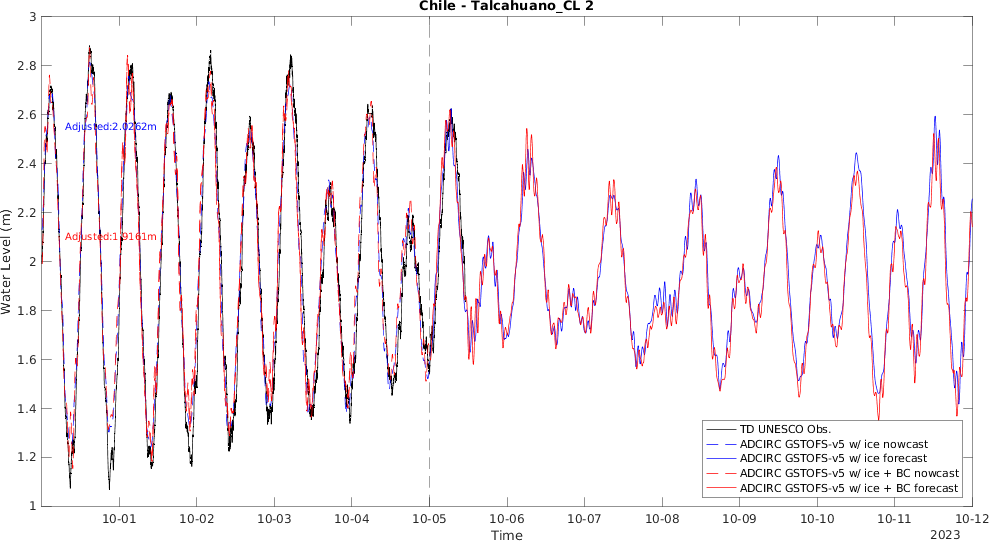 Chile - Talcahuano_CL 2
Water Level (m)
3
2.8
2.6
2.4
2.2
2
1.8
1.6
1.4
1.2
1
Adjusted:2.0262m
Adjusted:1.9161m
TD UNESCO Obs.
ADCIRC GSTOFS-v5 w/ ice nowcast
ADCIRC GSTOFS-v5 w/ ice forecast
ADCIRC GSTOFS-v5 w/ ice + BC nowcast
ADCIRC GSTOFS-v5 w/ ice + BC forecast
10-01 10-02 10-03 10-04 10-05 10-06 10-07 10-08 10-09 10-10 10-11 10-12
Time
2023